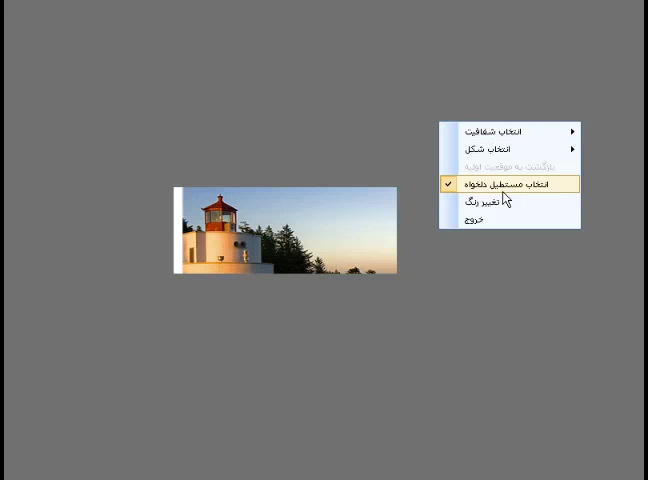 انتخاب شفافیت
انتخاب شکل
بازگشت به موقعیت اولیه
انتخاب مستطیل دلخواه
تغییر رنگ
خروج